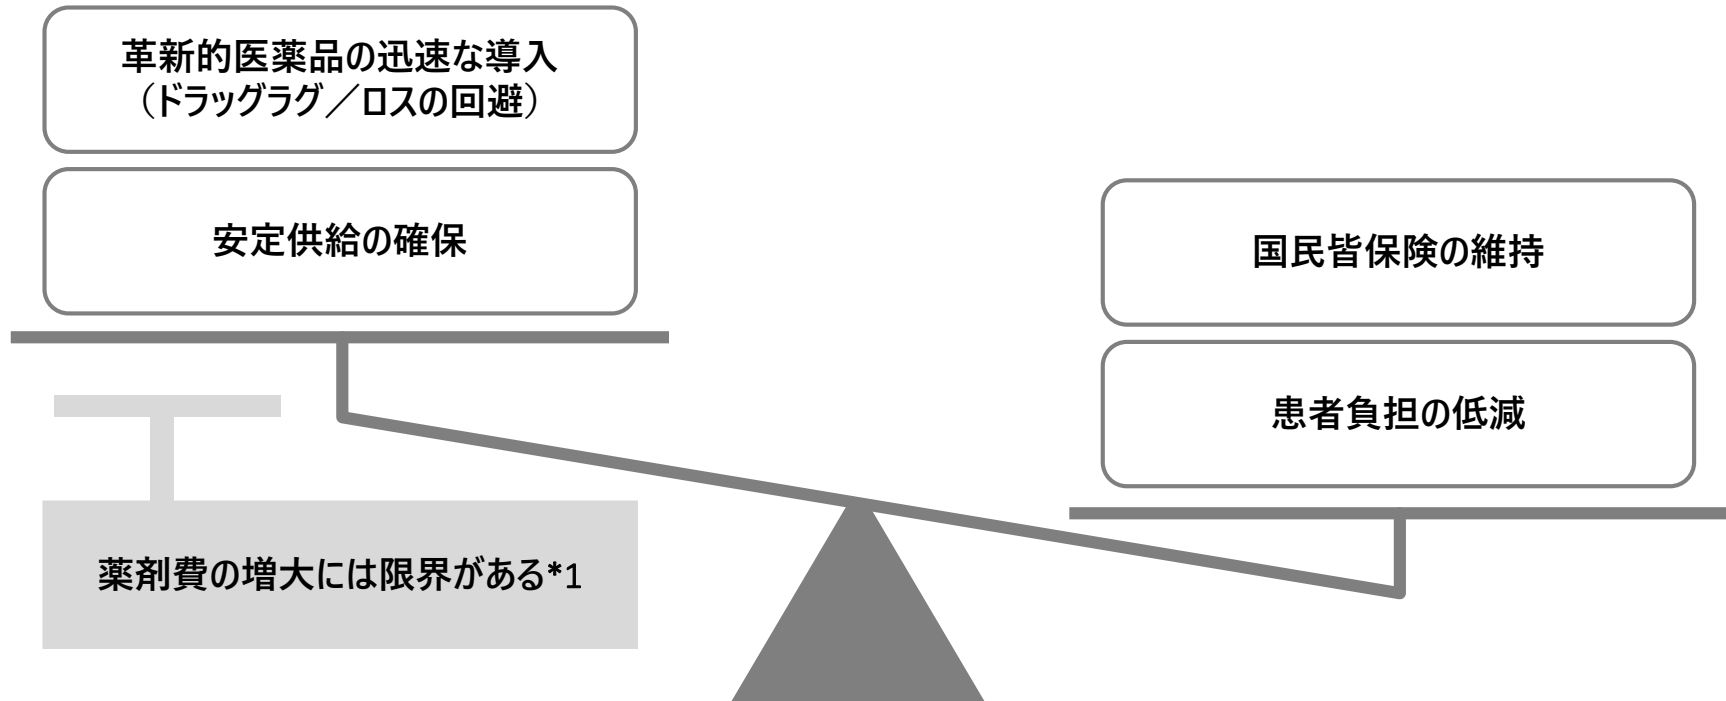 革新的医薬品の迅速な導入
（ドラッグラグ／ロスの回避）
安定供給の確保
国民皆保険の維持
患者負担の低減
薬剤費の増大には限界がある*1